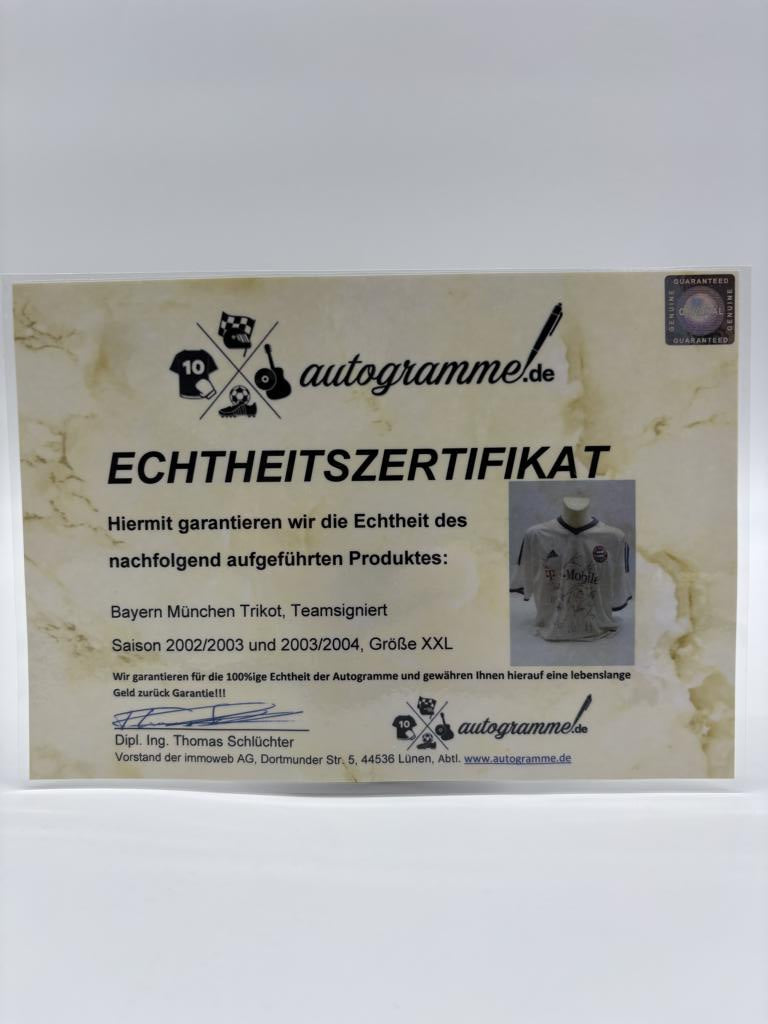 GUARANTEED
GENUINE
ORIGINAL
GENUINE
GUARANTEED
10
autogramme.de
ECHTHEITSZERTIFIKAT
Hiermit garantieren wir die Echtheit des
nachfolgend aufgeführten Produktes:
T-Mobile
Bayern München Trikot, Teamsigniert
Saison 2002/2003 und 2003/2004, Größe XXL
Wir garantieren für die 100%ige Echtheit der Autogramme und gewähren Ihnen hierauf eine lebenslange
Geld zurück Garantie!!!
10
autogramme.de
Dipl. Ing. Thomas Schlüchter
Vorstand der immoweb AG, Dortmunder Str. 5, 44536 Lünen, Abtl. www.autogramme.de